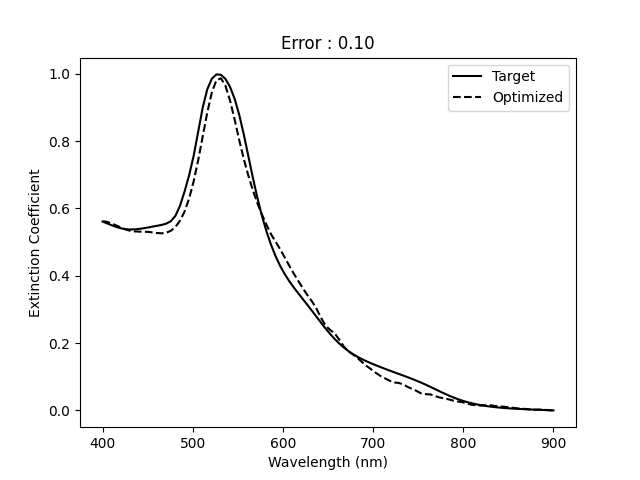 Error : 0.10
Target
Optimized
Extinction Coefficient
1.0
0.8
0.6
0.4
0.2
0.0
400 500 600 700 800 900
Wavelength (nm)